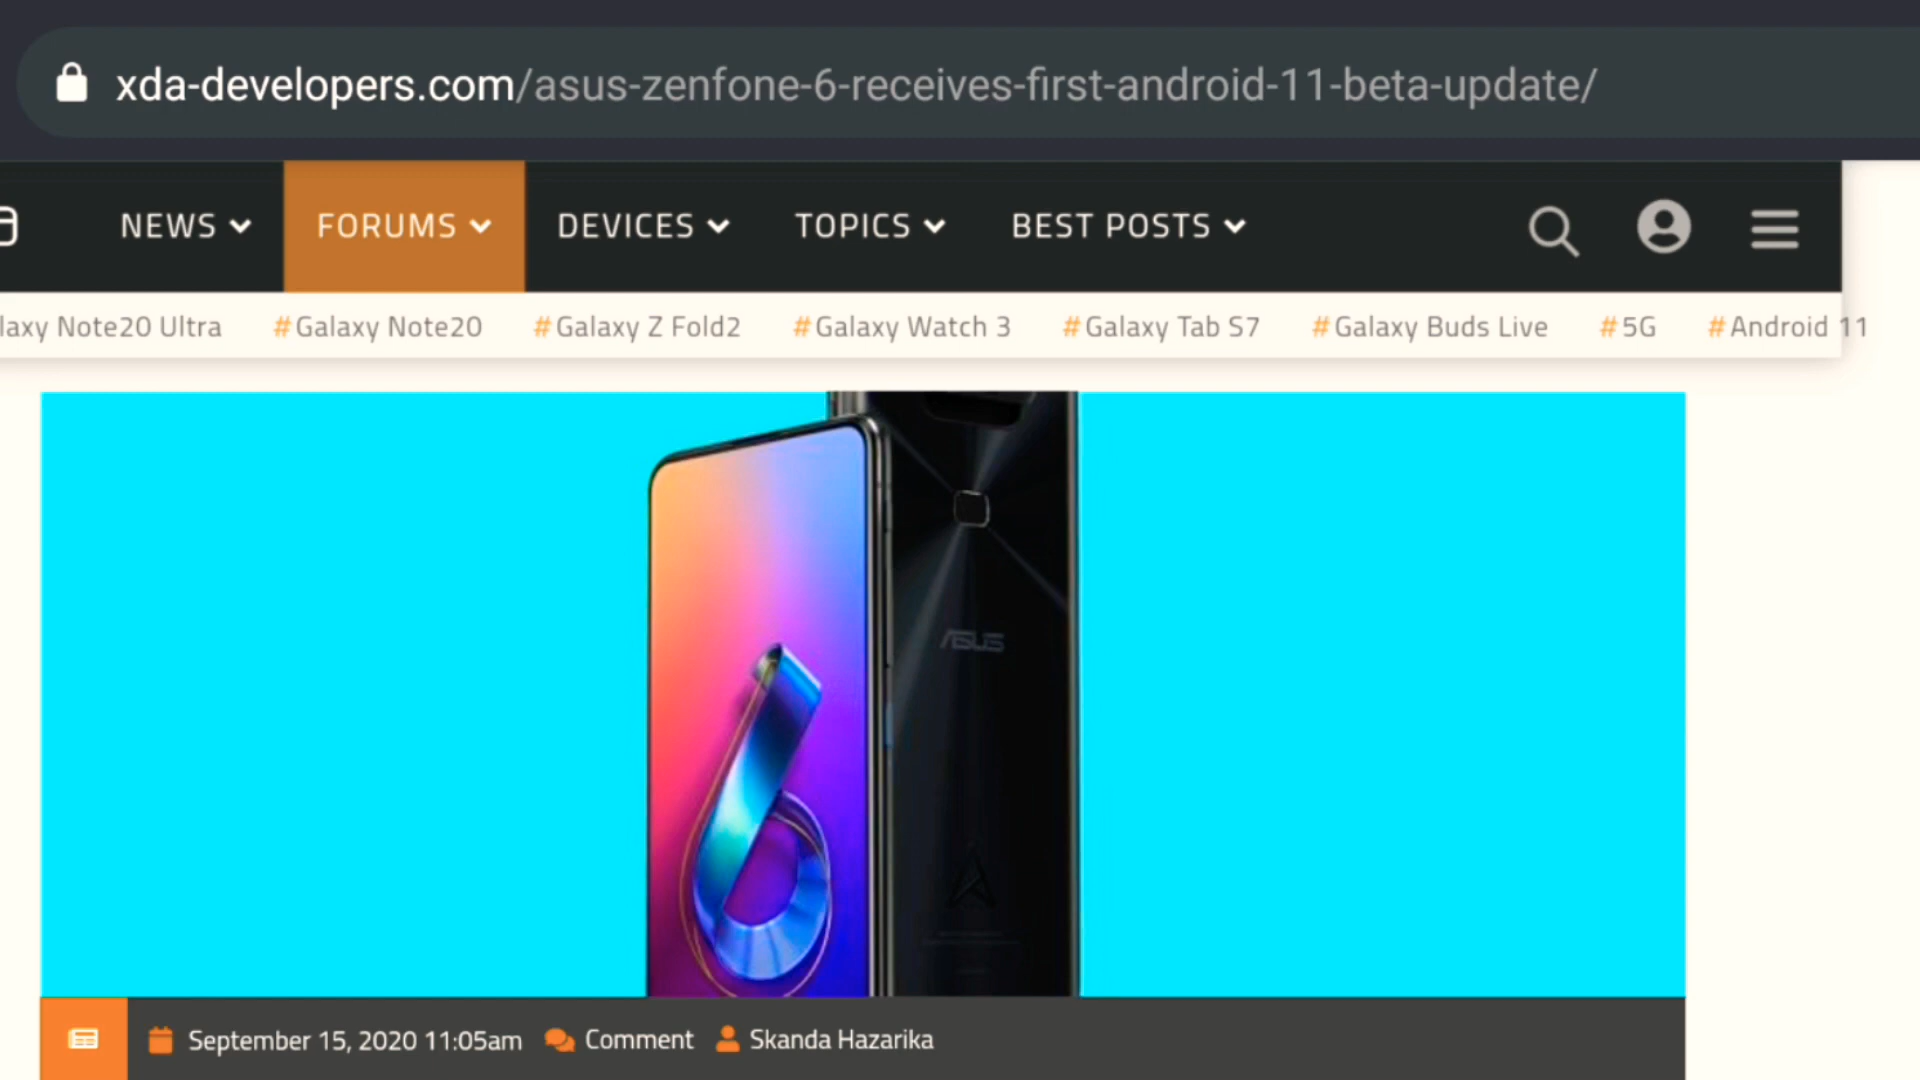 xda-developers.com/asus-zenfone-6-receives-first-android-11-beta-update/
NEWS FORUMS DEVICES TOPICS BEST POSTS
laxy Note20 Ultra #Galaxy Note20 #Galaxy Z Fold2 #Galaxy Watch 3 #Galaxy Tab S7 #Galaxy Buds Live #5G #Android 11
ASUS
6
September 15, 2020 11:05am Comment Skanda Hazarika